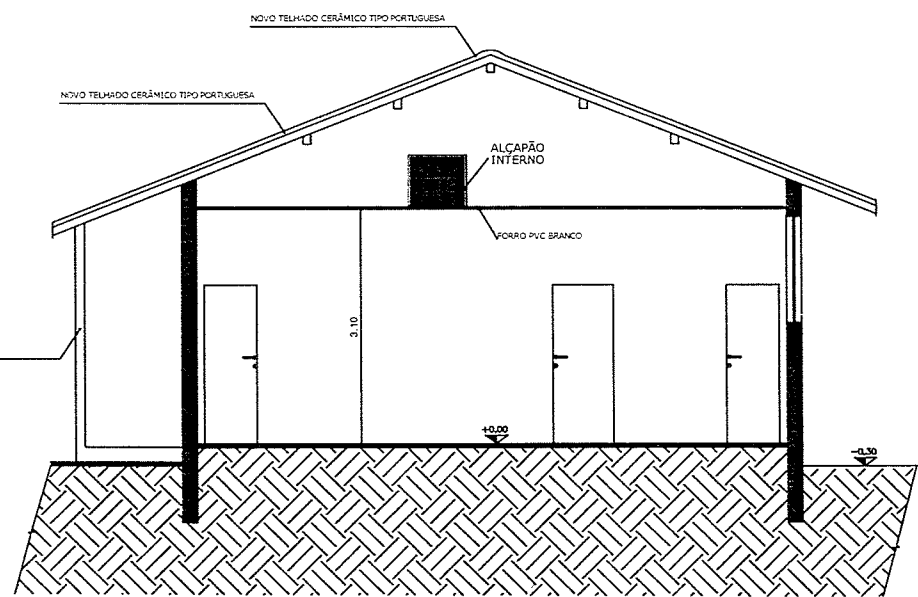 NOVO TELHADO CERÂMICO TIPO PORTUGUESA
NOVO TELHADO CERÂMICO TIPO PORTUGUESA
ALÇAPÃO
INTERNO
FORRO PVC BRANCO
3.10
+0.00
-0.30